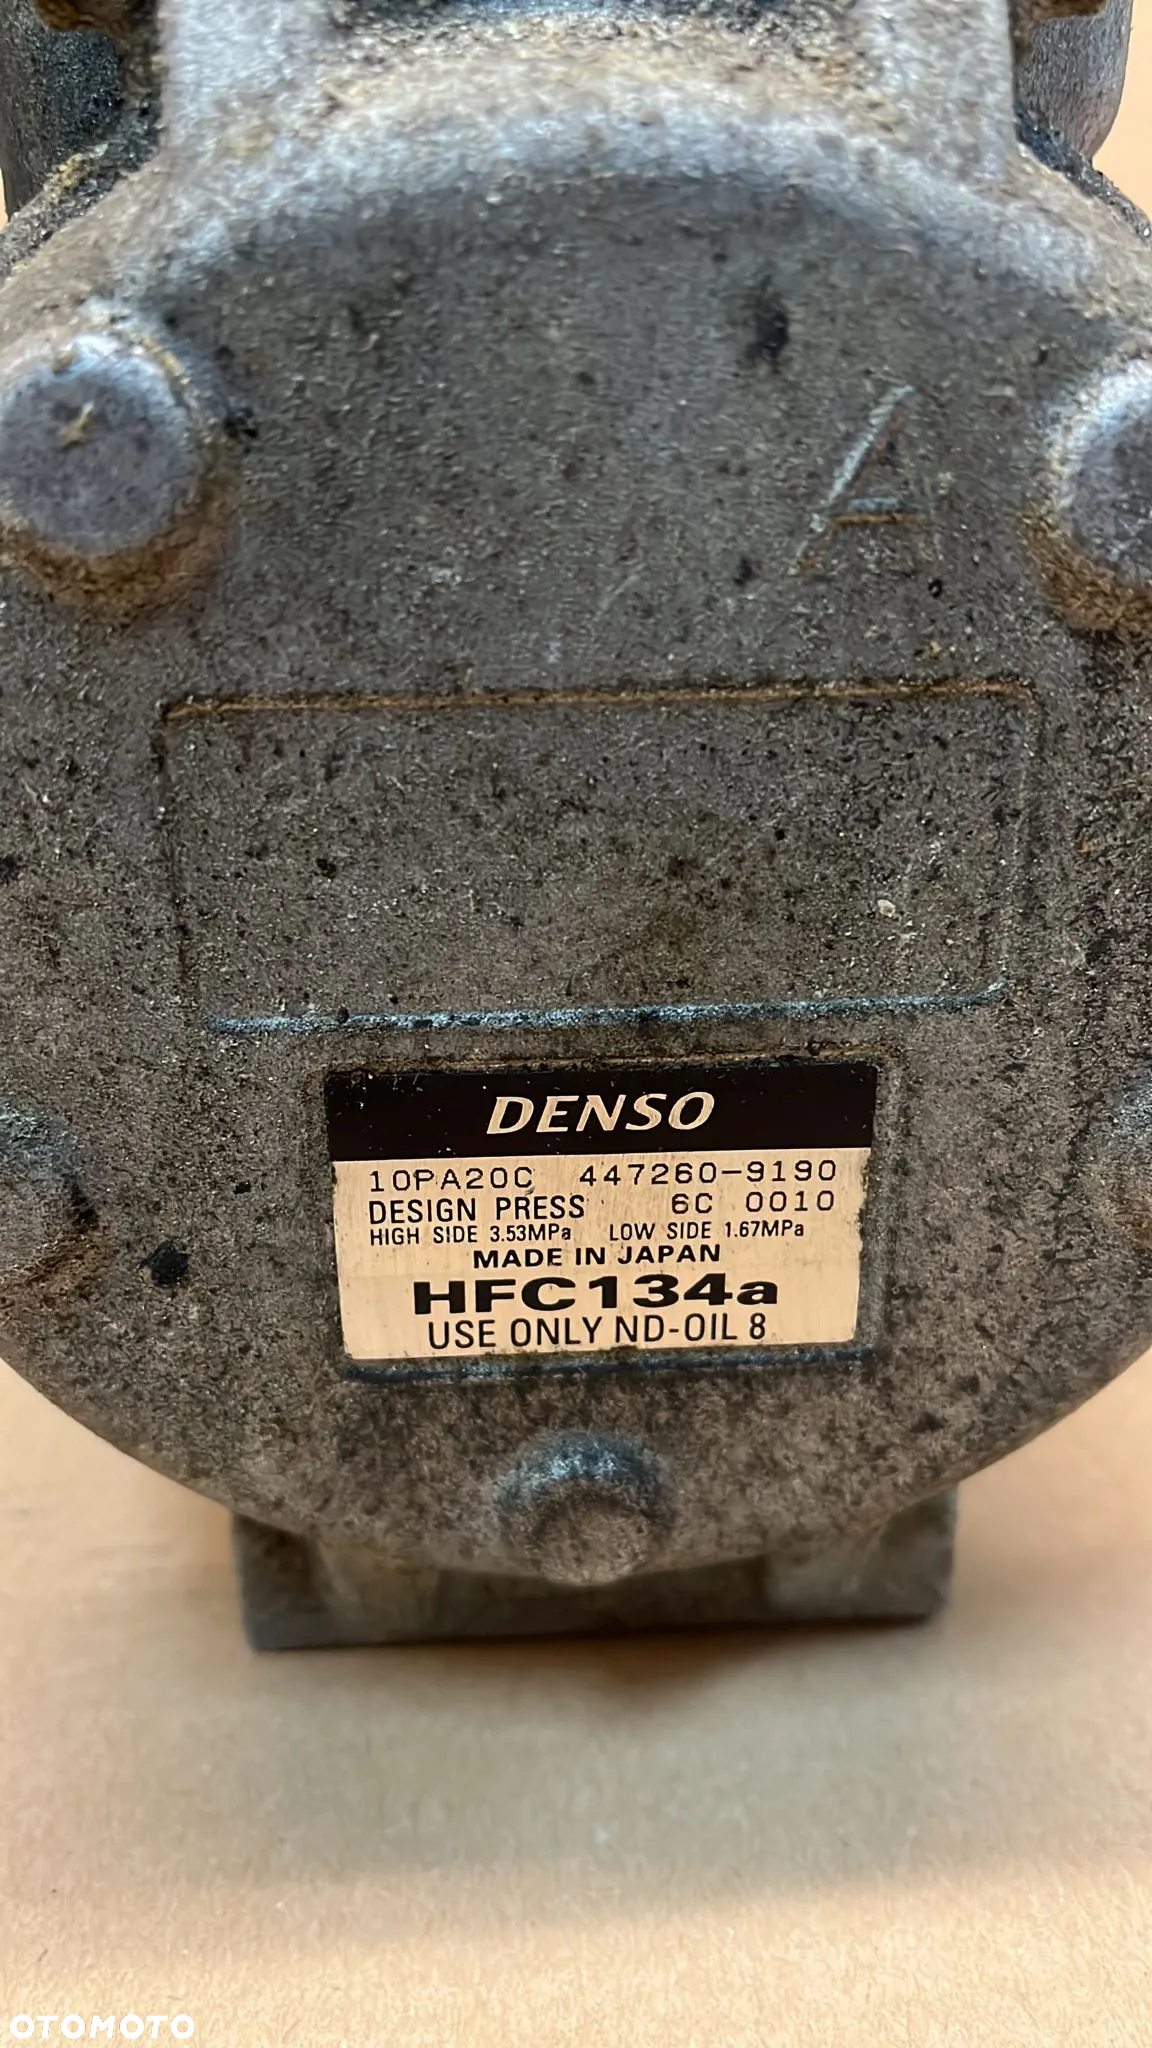 A
DENSO
10PA20C 447260-9190
DESIGN PRESS 6C 0010
HIGH SIDE 3.53MPa LOW SIDE 1.67MPa
MADE IN JAPAN
HFC134a
USE ONLY ND-OIL 8
OTOMOTO